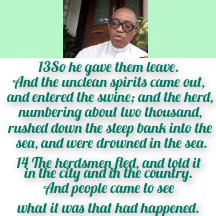 13So he gave them leave.
And the unclean spirits came out,
and entered the swine; and the herd,
numbering about two thousand,
rushed down the steep bank into the
sea, and were drowned in the sea.
14 The herdsmen fled, and told it
in the city and in the country.
And people came to see
what it was that had happened.